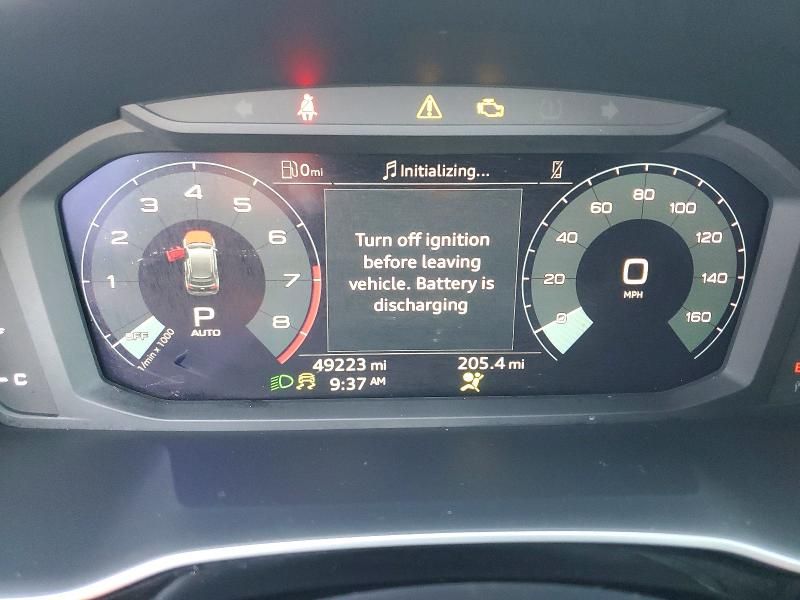 0mi
Initializing...
1
2
3
4
5
6
7
8
OFF
1/min x 1000
P
AUTO
Turn off ignition
before leaving
vehicle. Battery is
discharging
0
20
40
60
80
100
120
140
160
0
MPH
49223 mi
205.4 mi
9:37 AM
C